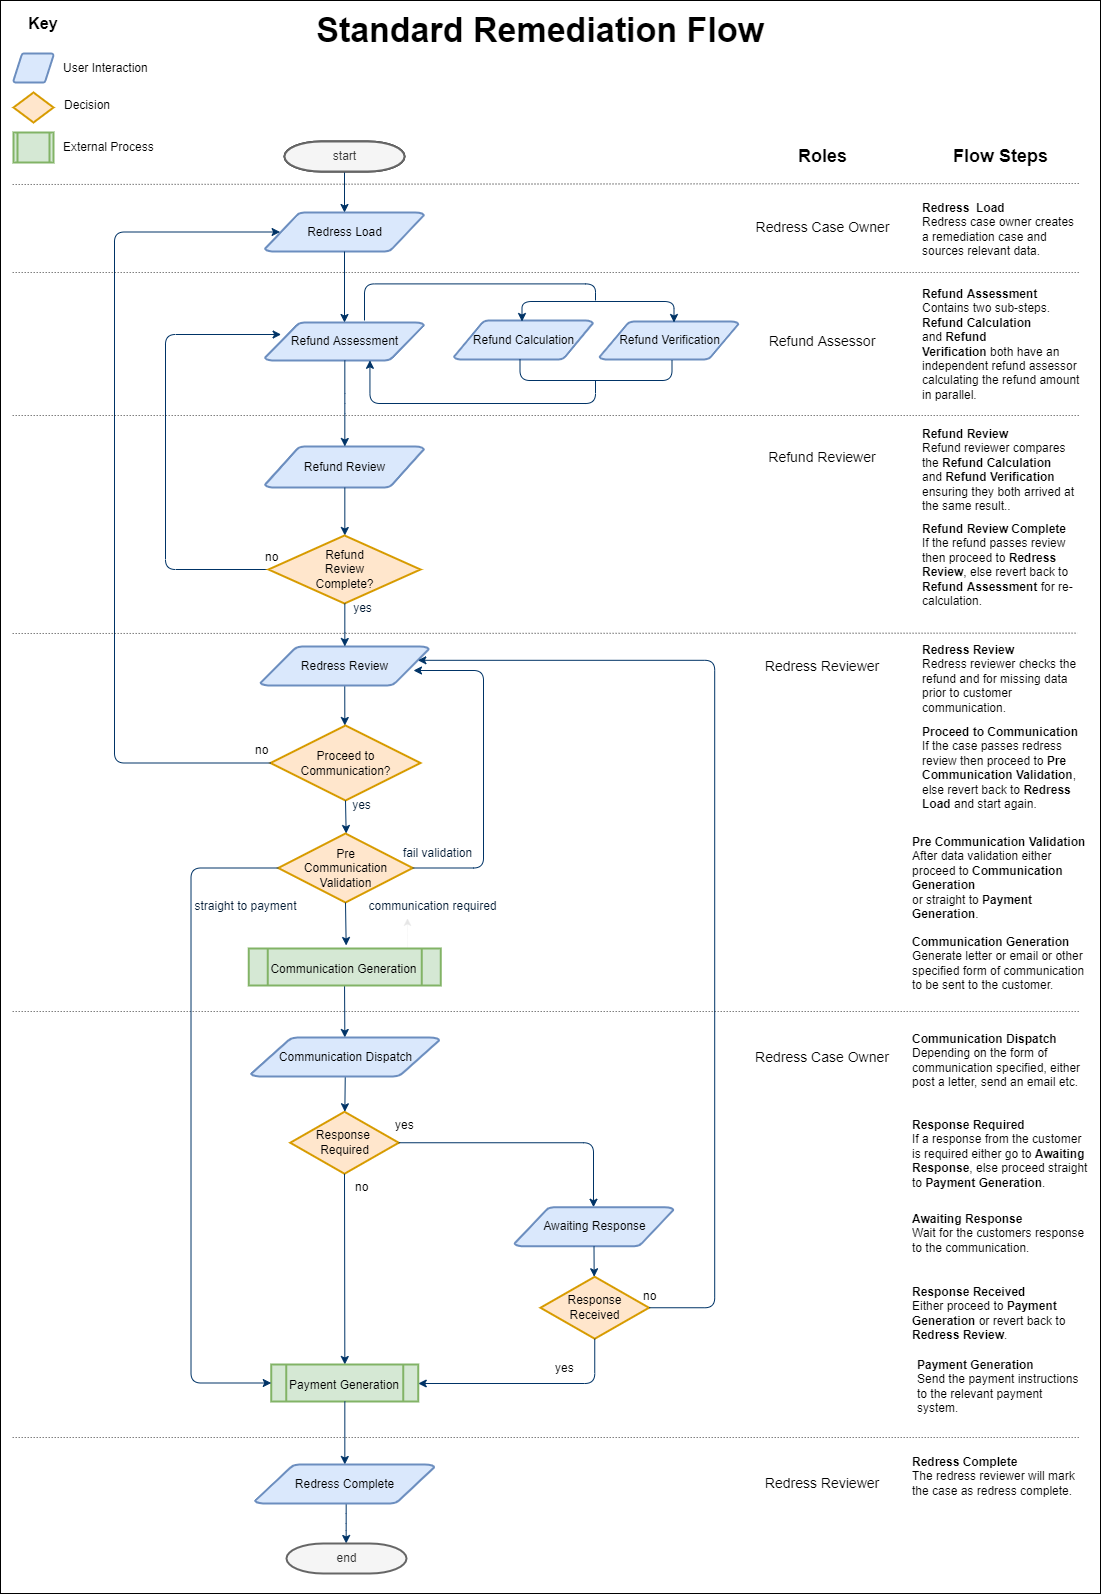 Key
Standard Remediation Flow
User Interaction
Decision
External Process
start
Roles
Flow Steps
Redress Load
Redress Case Owner
Redress  Load
Redress case owner creates
a remediation case and
sources relevant data.
Refund Assessment
Refund Calculation
Refund Verification
Refund Assessor
Refund Assessment
Contains two sub-steps.
Refund Calculation
and Refund
Verification both have an
independent refund assessor
calculating the refund amount
in parallel.
Refund Review
Refund Reviewer
Refund Review
Refund reviewer compares
the Refund Calculation
and Refund Verification
ensuring they both arrived at
the same result..
no
Refund
Review
Complete?
yes
Refund Review Complete
If the refund passes review
then proceed to Redress
Review, else revert back to
Refund Assessment for re-
calculation.
Redress Review
Redress Reviewer
Redress Review
Redress reviewer checks the
refund and for missing data
prior to customer
communication.
no
Proceed to
Communication?
yes
Proceed to Communication
If the case passes redress
review then proceed to Pre
Communication Validation,
else revert back to Redress
Load and start again.
Pre
Communication
Validation
fail validation
straight to payment
communication required
Pre Communication Validation
After data validation either
proceed to Communication
Generation
or straight to Payment
Generation.
Communication Generation
Communication Generation
Generate letter or email or other
specified form of communication
to be sent to the customer.
Communication Dispatch
Redress Case Owner
Communication Dispatch
Depending on the form of
communication specified, either
post a letter, send an email etc.
Response
Required
yes
no
Response Required
If a response from the customer
is required either go to Awaiting
Response, else proceed straight
to Payment Generation.
Awaiting Response
Awaiting Response
Wait for the customers response
to the communication.
Response
Received
no
yes
Response Received
Either proceed to Payment
Generation or revert back to
Redress Review.
Payment Generation
Payment Generation
Send the payment instructions
to the relevant payment
system.
Redress Complete
Redress Reviewer
Redress Complete
The redress reviewer will mark
the case as redress complete.
end